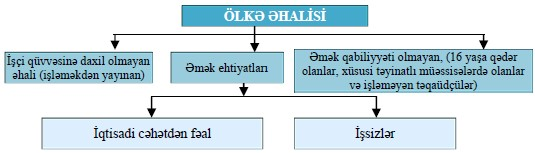 ÖLKƏ ƏHALİSİ
İşçi qüvvəsinə daxil olmayan
əhali (işləməkdən yayınan)
Əmək ehtiyatları
Əmək qabiliyyəti olmayan, (16 yaşa qədər
olanlar, xüsusi təyinatlı müəssisələrdə olanlar
və işləməyən təqaüdçülər)
İqtisadi cəhətdən fəal
İşsizlər